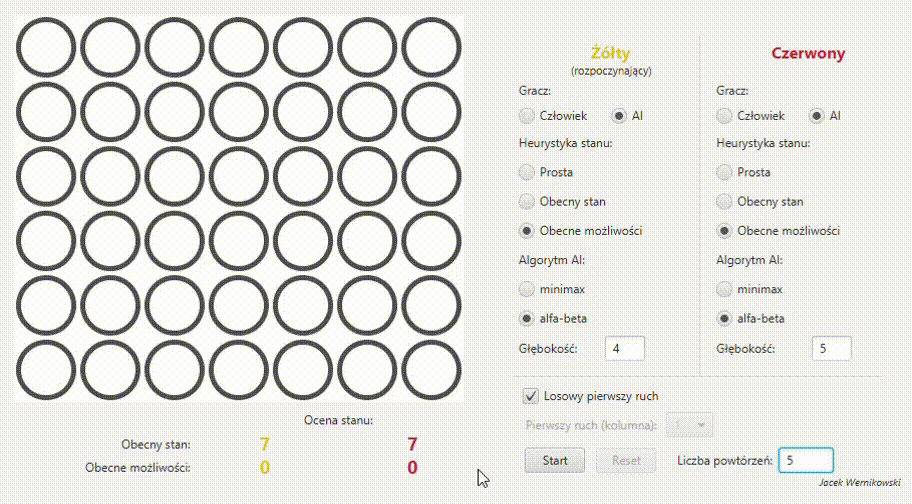 Żółty
(rozpoczynający)
Gracz:
Człowiek AI
Heurystyka stanu:
Prosta
Obecny stan
Obecne możliwości
Algorytm AI:
minimax
alfa-beta
Głębokość: 4
Czerwony
Gracz:
Człowiek AI
Heurystyka stanu:
Prosta
Obecny stan
Obecne możliwości
Algorytm AI:
minimax
alfa-beta
Głębokość: 5
Losowy pierwszy ruch
Pierwszy ruch (kolumna): 1
Start Reset Liczba powtórzeń: 5
Ocena stanu:
Obecny stan: 7 7
Obecne możliwości: 0 0
Jacek Wernikowski